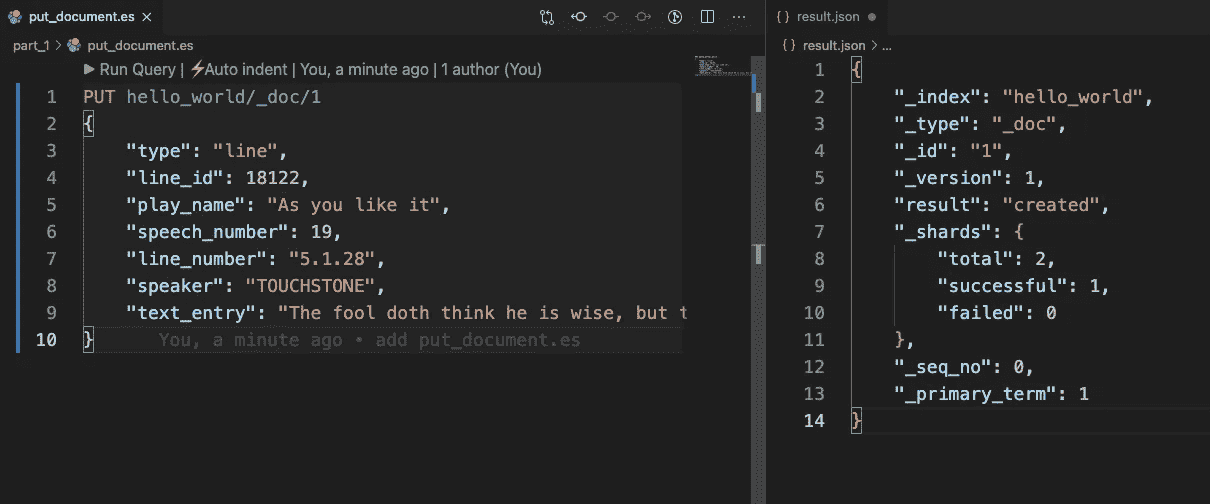 put_document.es
part_1 > put_document.es
Run Query | ⚡Auto indent | You, a minute ago | 1 author (You)
1 PUT hello_world/_doc/1
2 {
3 "type": "line",
4 "line_id": 18122,
5 "play_name": "As you like it",
6 "speech_number": 19,
7 "line_number": "5.1.28",
8 "speaker": "TOUCHSTONE",
9 "text_entry": "The fool doth think he is wise, but t
10 } You, a minute ago • add put_document.es
{ } result.json
{ } result.json > ...
1 {
2 "_index": "hello_world",
3 "_type": "_doc",
4 "_id": "1",
5 "_version": 1,
6 "result": "created",
7 "_shards": {
8 "total": 2,
9 "successful": 1,
10 "failed": 0
11 },
12 "_seq_no": 0,
13 "_primary_term": 1
14 }